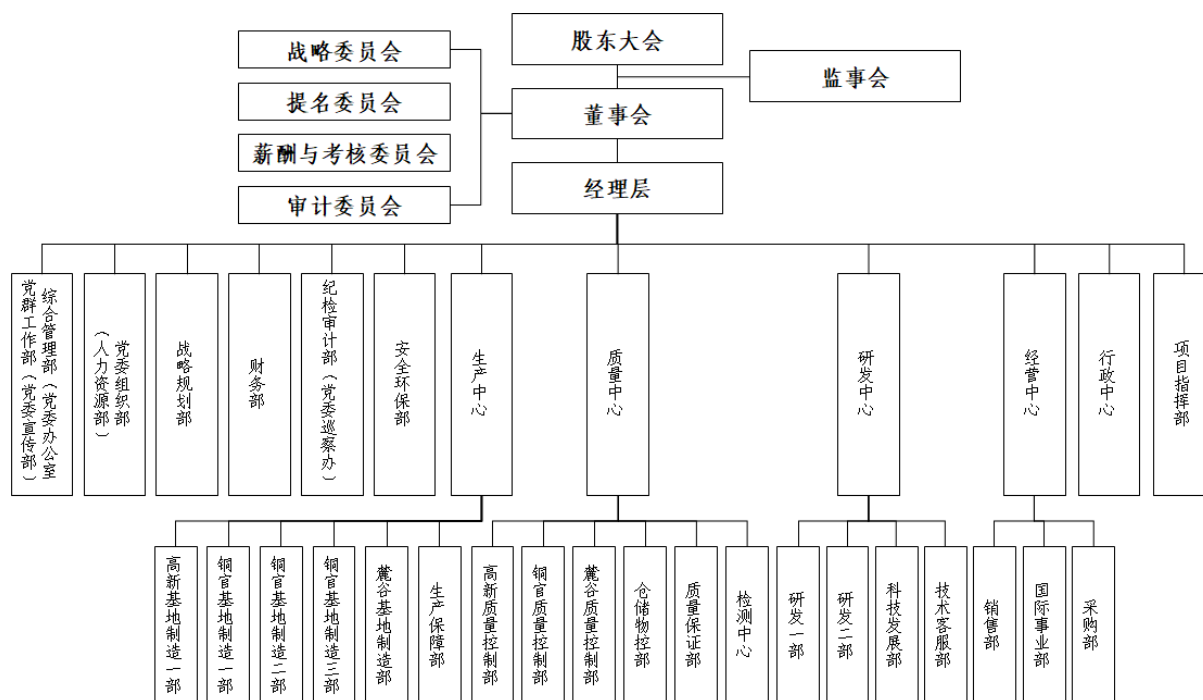 股东大会
战略委员会
监事会
提名委员会
董事会
薪酬与考核委员会
经理层
审计委员会
综合管理部（党委办公室
党群工作部（党委宣传部）
党委组织部
（人力资源部）
战略规划部
财务部
纪检审计部（党委巡察办）
安全环保部
生产中心
质量中心
研发中心
经营中心
行政中心
项目指挥部
高新基地制造一部
铜官基地制造一部
铜官基地制造二部
铜官基地制造三部
麓谷基地制造部
生产保障部
高新质量控制部
铜官质量控制部
麓谷质量控制部
仓储物控部
质量保证部
检测中心
研发一部
研发二部
科技发展部
技术客服部
销售部
国际事业部
采购部